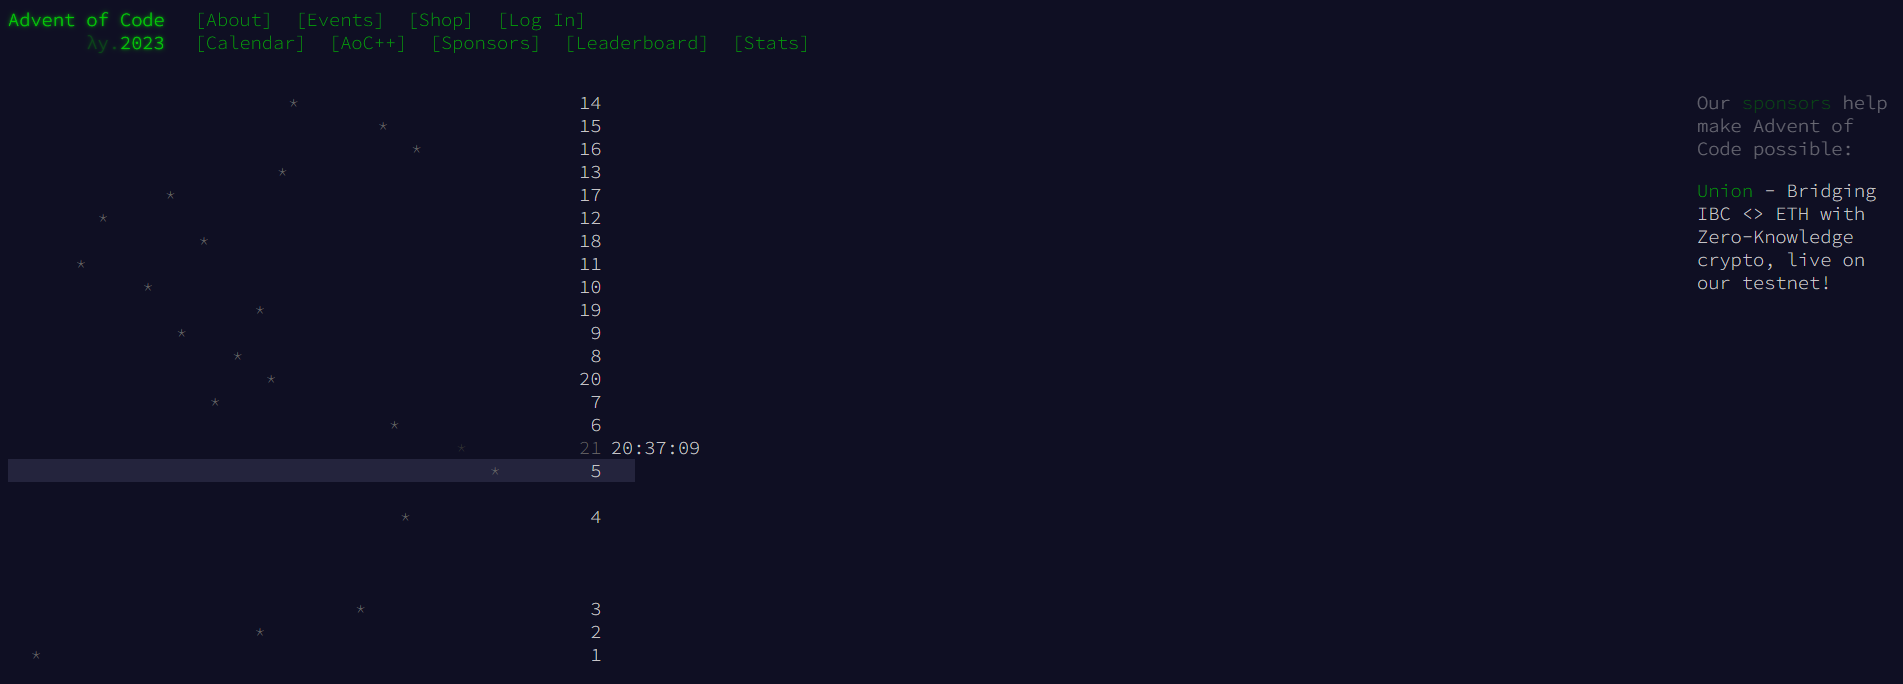 Advent of Code [About] [Events] [Shop] [Log In]
λy.2023 [Calendar] [AoC++] [Sponsors] [Leaderboard] [Stats]
* 14
* 15
* 16
* 13
* 17
* 12
* 18
* 11
* 10
* 19
* 9
* 8
* 20
* 7
* 6
* 21 20:37:09
* 5
* 4
* 3
* 2
* 1
Our sponsors help
make Advent of
Code possible:
Union - Bridging
IBC <> ETH with
Zero-Knowledge
crypto, live on
our testnet!